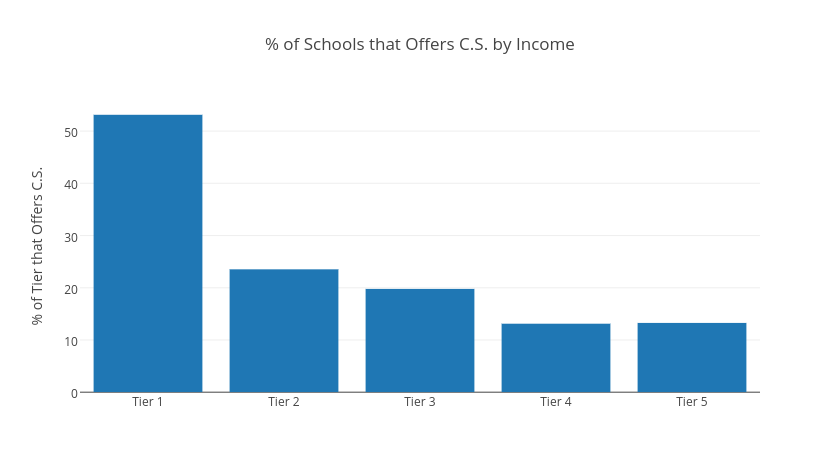 % of Schools that Offers C.S. by Income
% of Tier that Offers C.S.
50
40
30
20
10
0
Tier 1
Tier 2
Tier 3
Tier 4
Tier 5